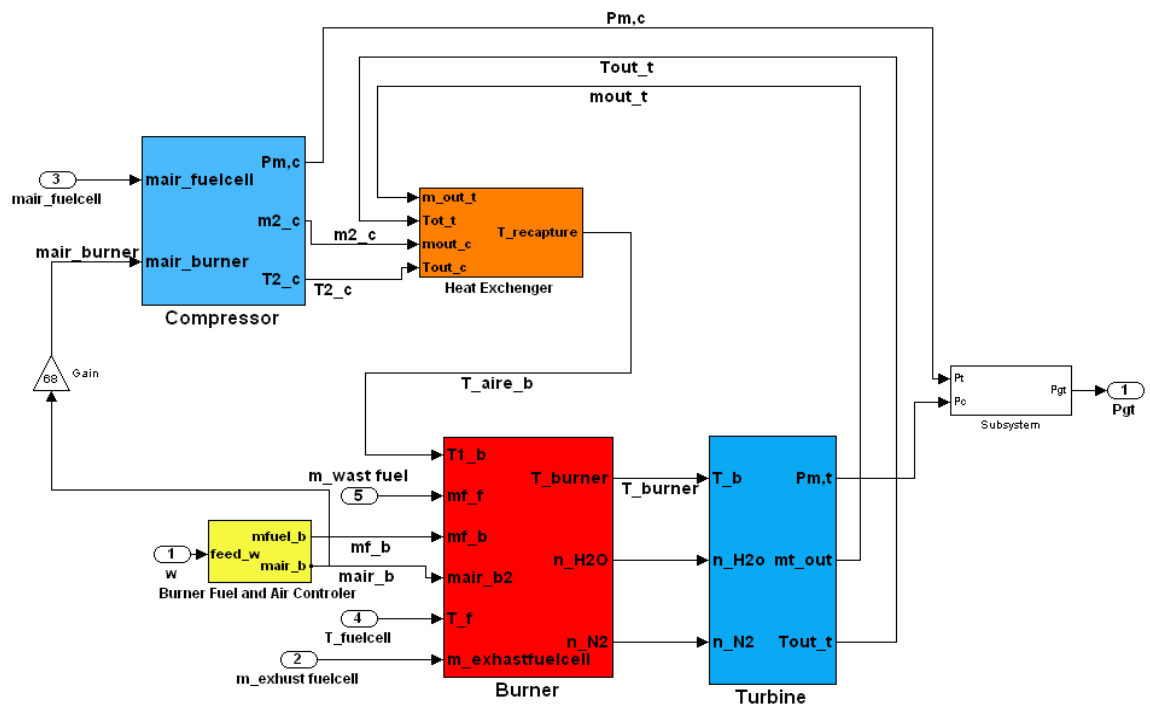 Pm,c
Tout_t
mout_t
Pm,c
3
mair_fuelcell
mair_fuelcell
m_out_t
m2_c
m2_c
Tot_t
mout_c
T_recapture
mair_burner
mair_burner
T2_c
T2_c
Tout_c
Heat Exchenger
Compressor
68
Gain
T_aire_b
Pt
Pc
Pgt
1
Pgt
Subsystem
T1_b
m_wast fuel
5
mf_f
T_burner
T_burner
T_b
Pm,t
mfuel_b
mf_b
mf_b
1
w
feed_w
mair_b
mair_b
mair_b2
n_H2O
n_H2o
mt_out
Burner Fuel and Air Controler
4
T_fuelcell
T_f
n_N2
n_N2
Tout_t
2
m_exhust fuelcell
m_exhastfuelcell
Burner
Turbine